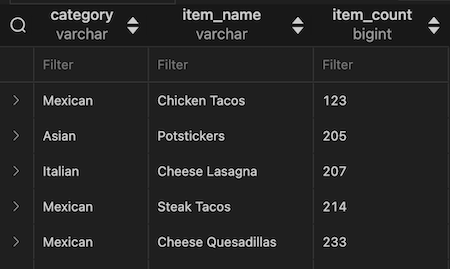 category item_name item_count
varchar varchar bigint
Filter Filter Filter
Mexican Chicken Tacos 123
Asian Potstickers 205
Italian Cheese Lasagna 207
Mexican Steak Tacos 214
Mexican Cheese Quesadillas 233